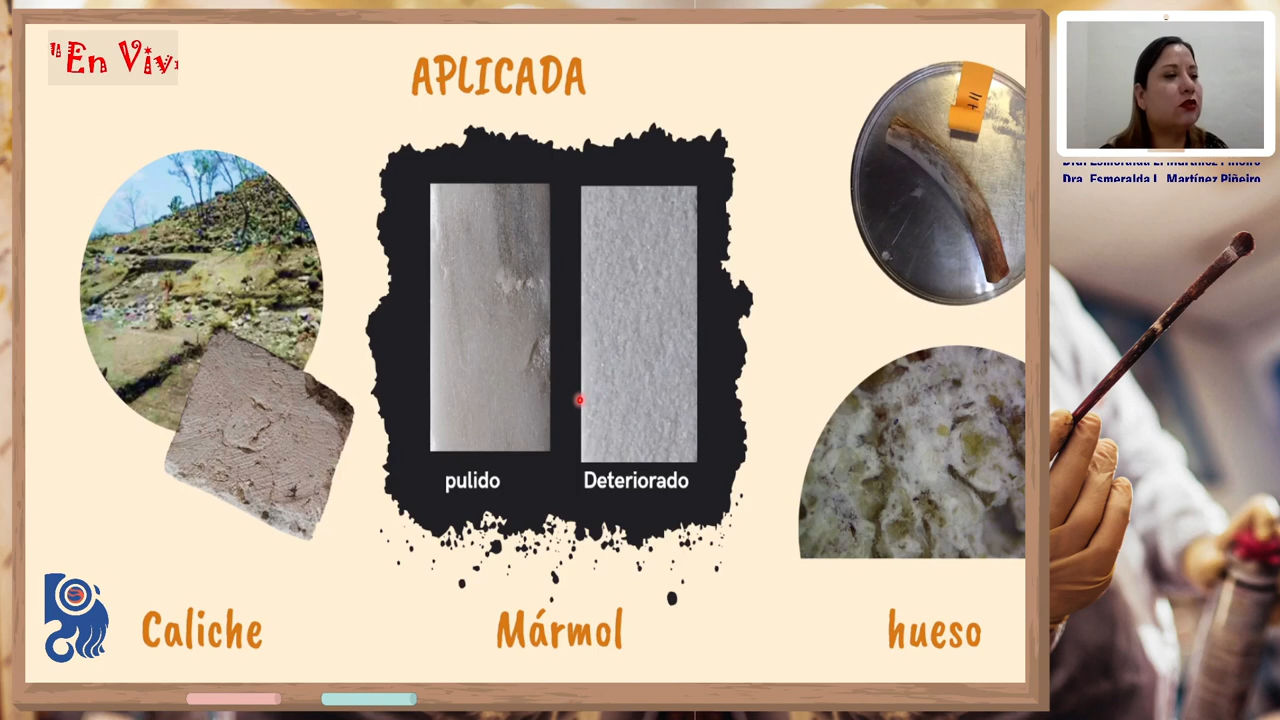 "En Viv
APLICADA
Dra. Esmeralda L. Martínez Piñeiro
pulido
Deteriorado
Caliche
Mármol
hueso